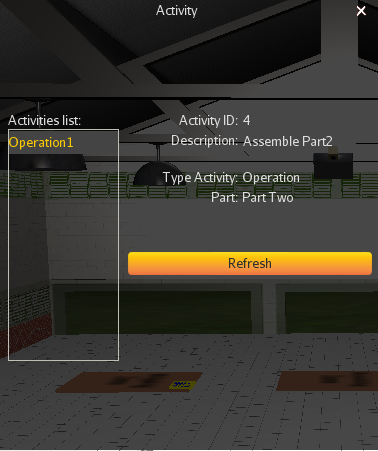 Activity
Activities list:
Operation1
Activity ID: 4
Description: Assemble Part2
Type Activity: Operation
Part: Part Two
Refresh